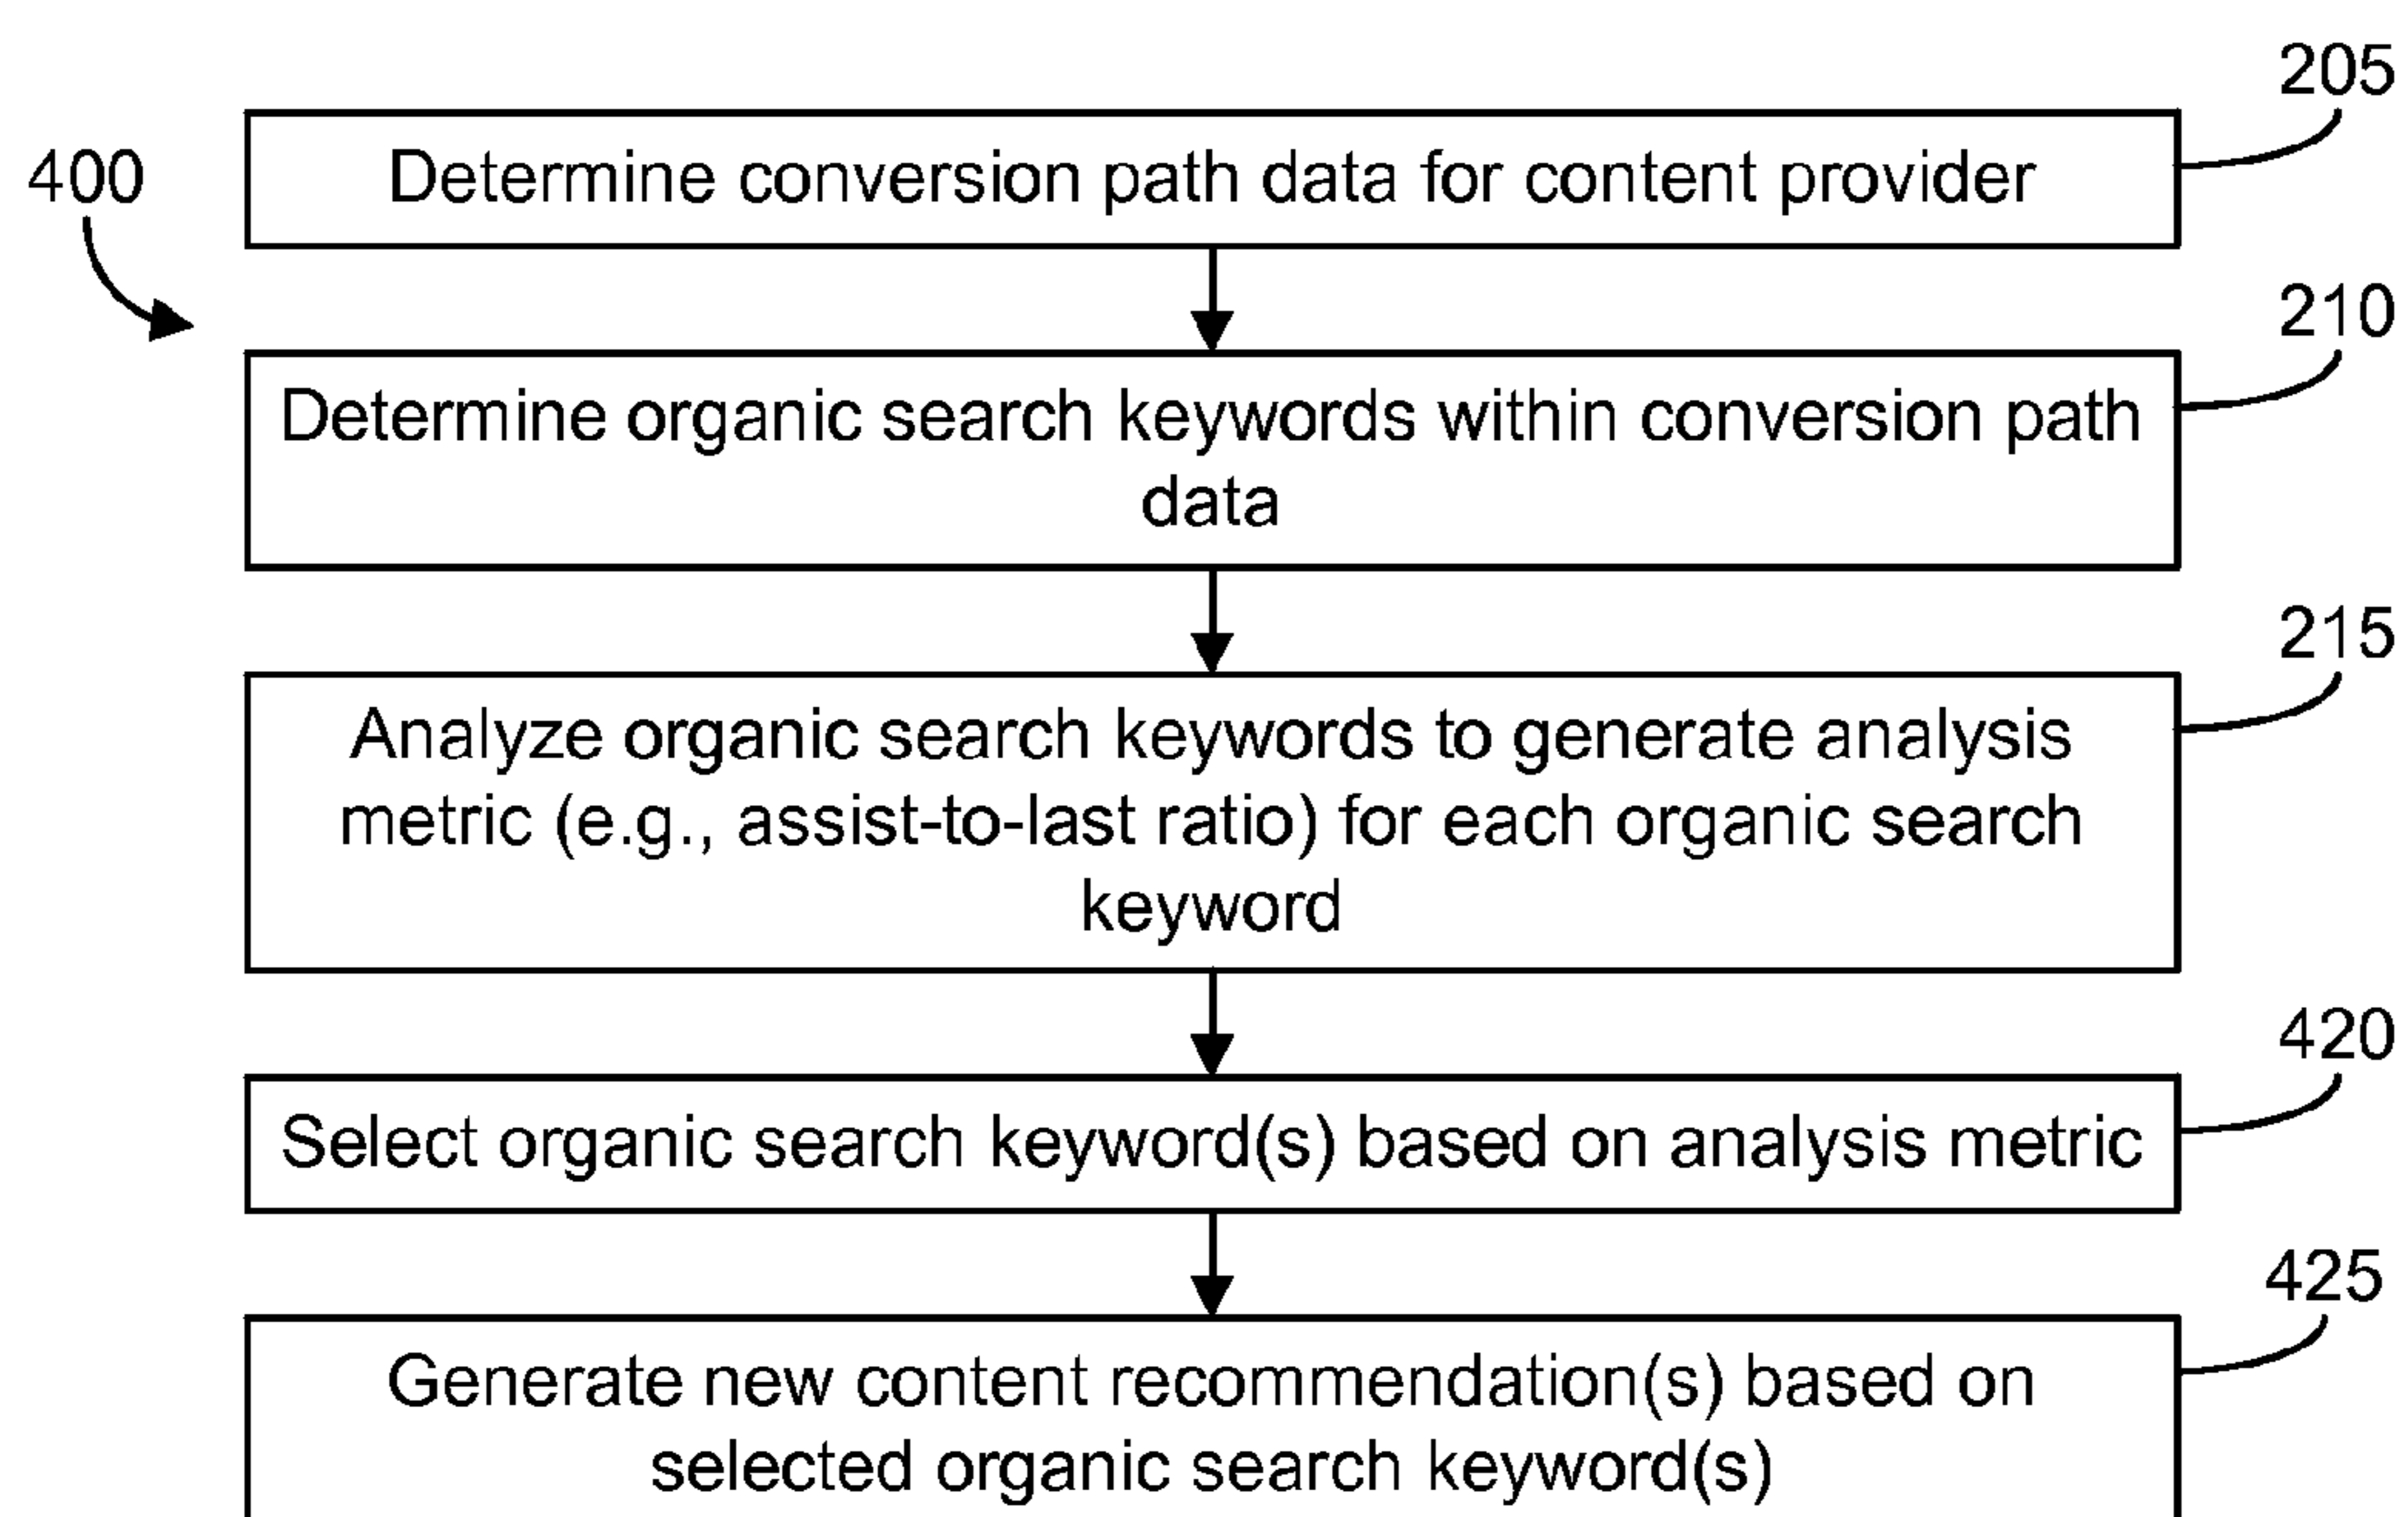 205
400
Determine conversion path data for content provider
210
Determine organic search keywords within conversion path
data
215
Analyze organic search keywords to generate analysis
metric (e.g., assist-to-last ratio) for each organic search
keyword
420
Select organic search keyword(s) based on analysis metric
425
Generate new content recommendation(s) based on
selected organic search keyword(s)